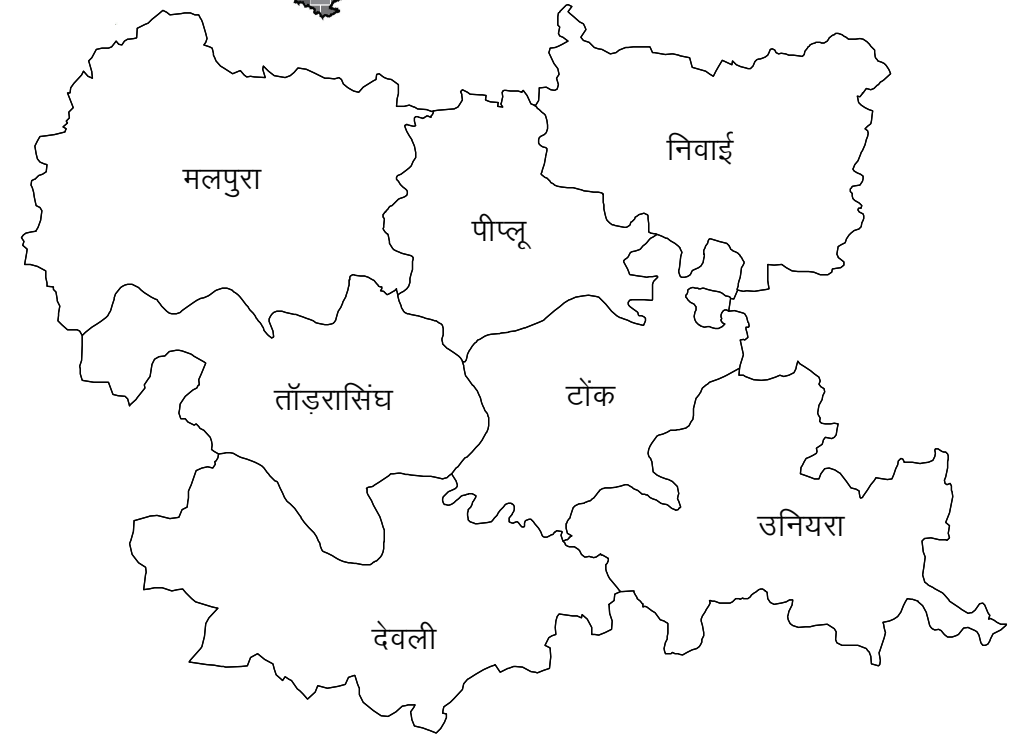 निवाई
मलपुरा
पीप्लू
तॉड़रासिंघ
टोंक
उनियरा
देवली